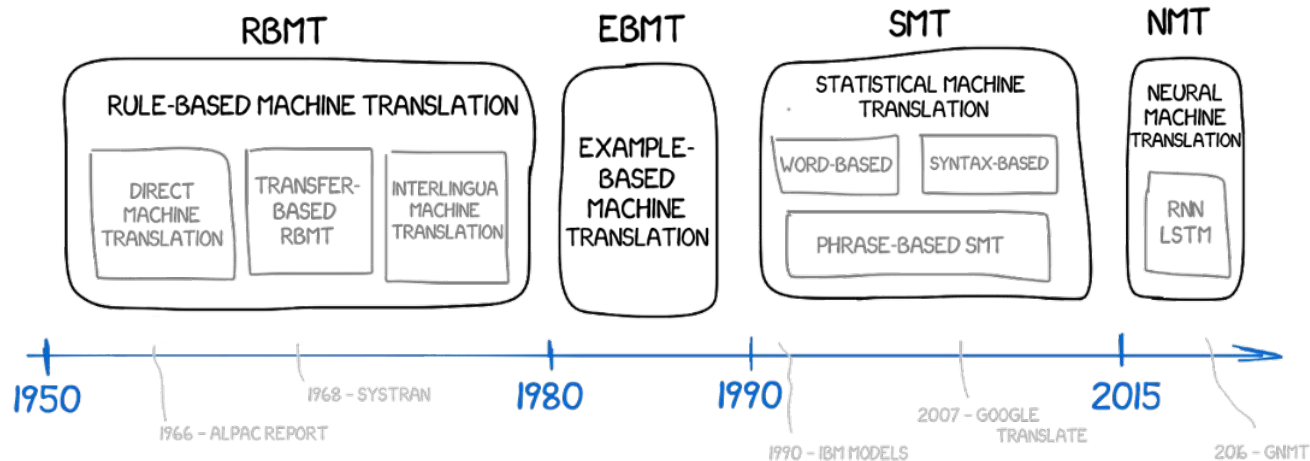 RBMT
EBMT
SMT
NMT
RULE-BASED MACHINE TRANSLATION
DIRECT
MACHINE
TRANSLATION
TRANSFER-
BASED
RBMT
INTERLINGUA
MACHINE
TRANSLATION
EXAMPLE-
BASED
MACHINE
TRANSLATION
STATISTICAL MACHINE
TRANSLATION
WORD-BASED
SYNTAX-BASED
PHRASE-BASED SMT
NEURAL
MACHINE
TRANSLATION
RNN
LSTM
1950
1980
1990
2015
1966 – ALPAC REPORT
1968 – SYSTRAN
1990 – IBM MODELS
2007 – GOOGLE
TRANSLATE
2016 – GNMT